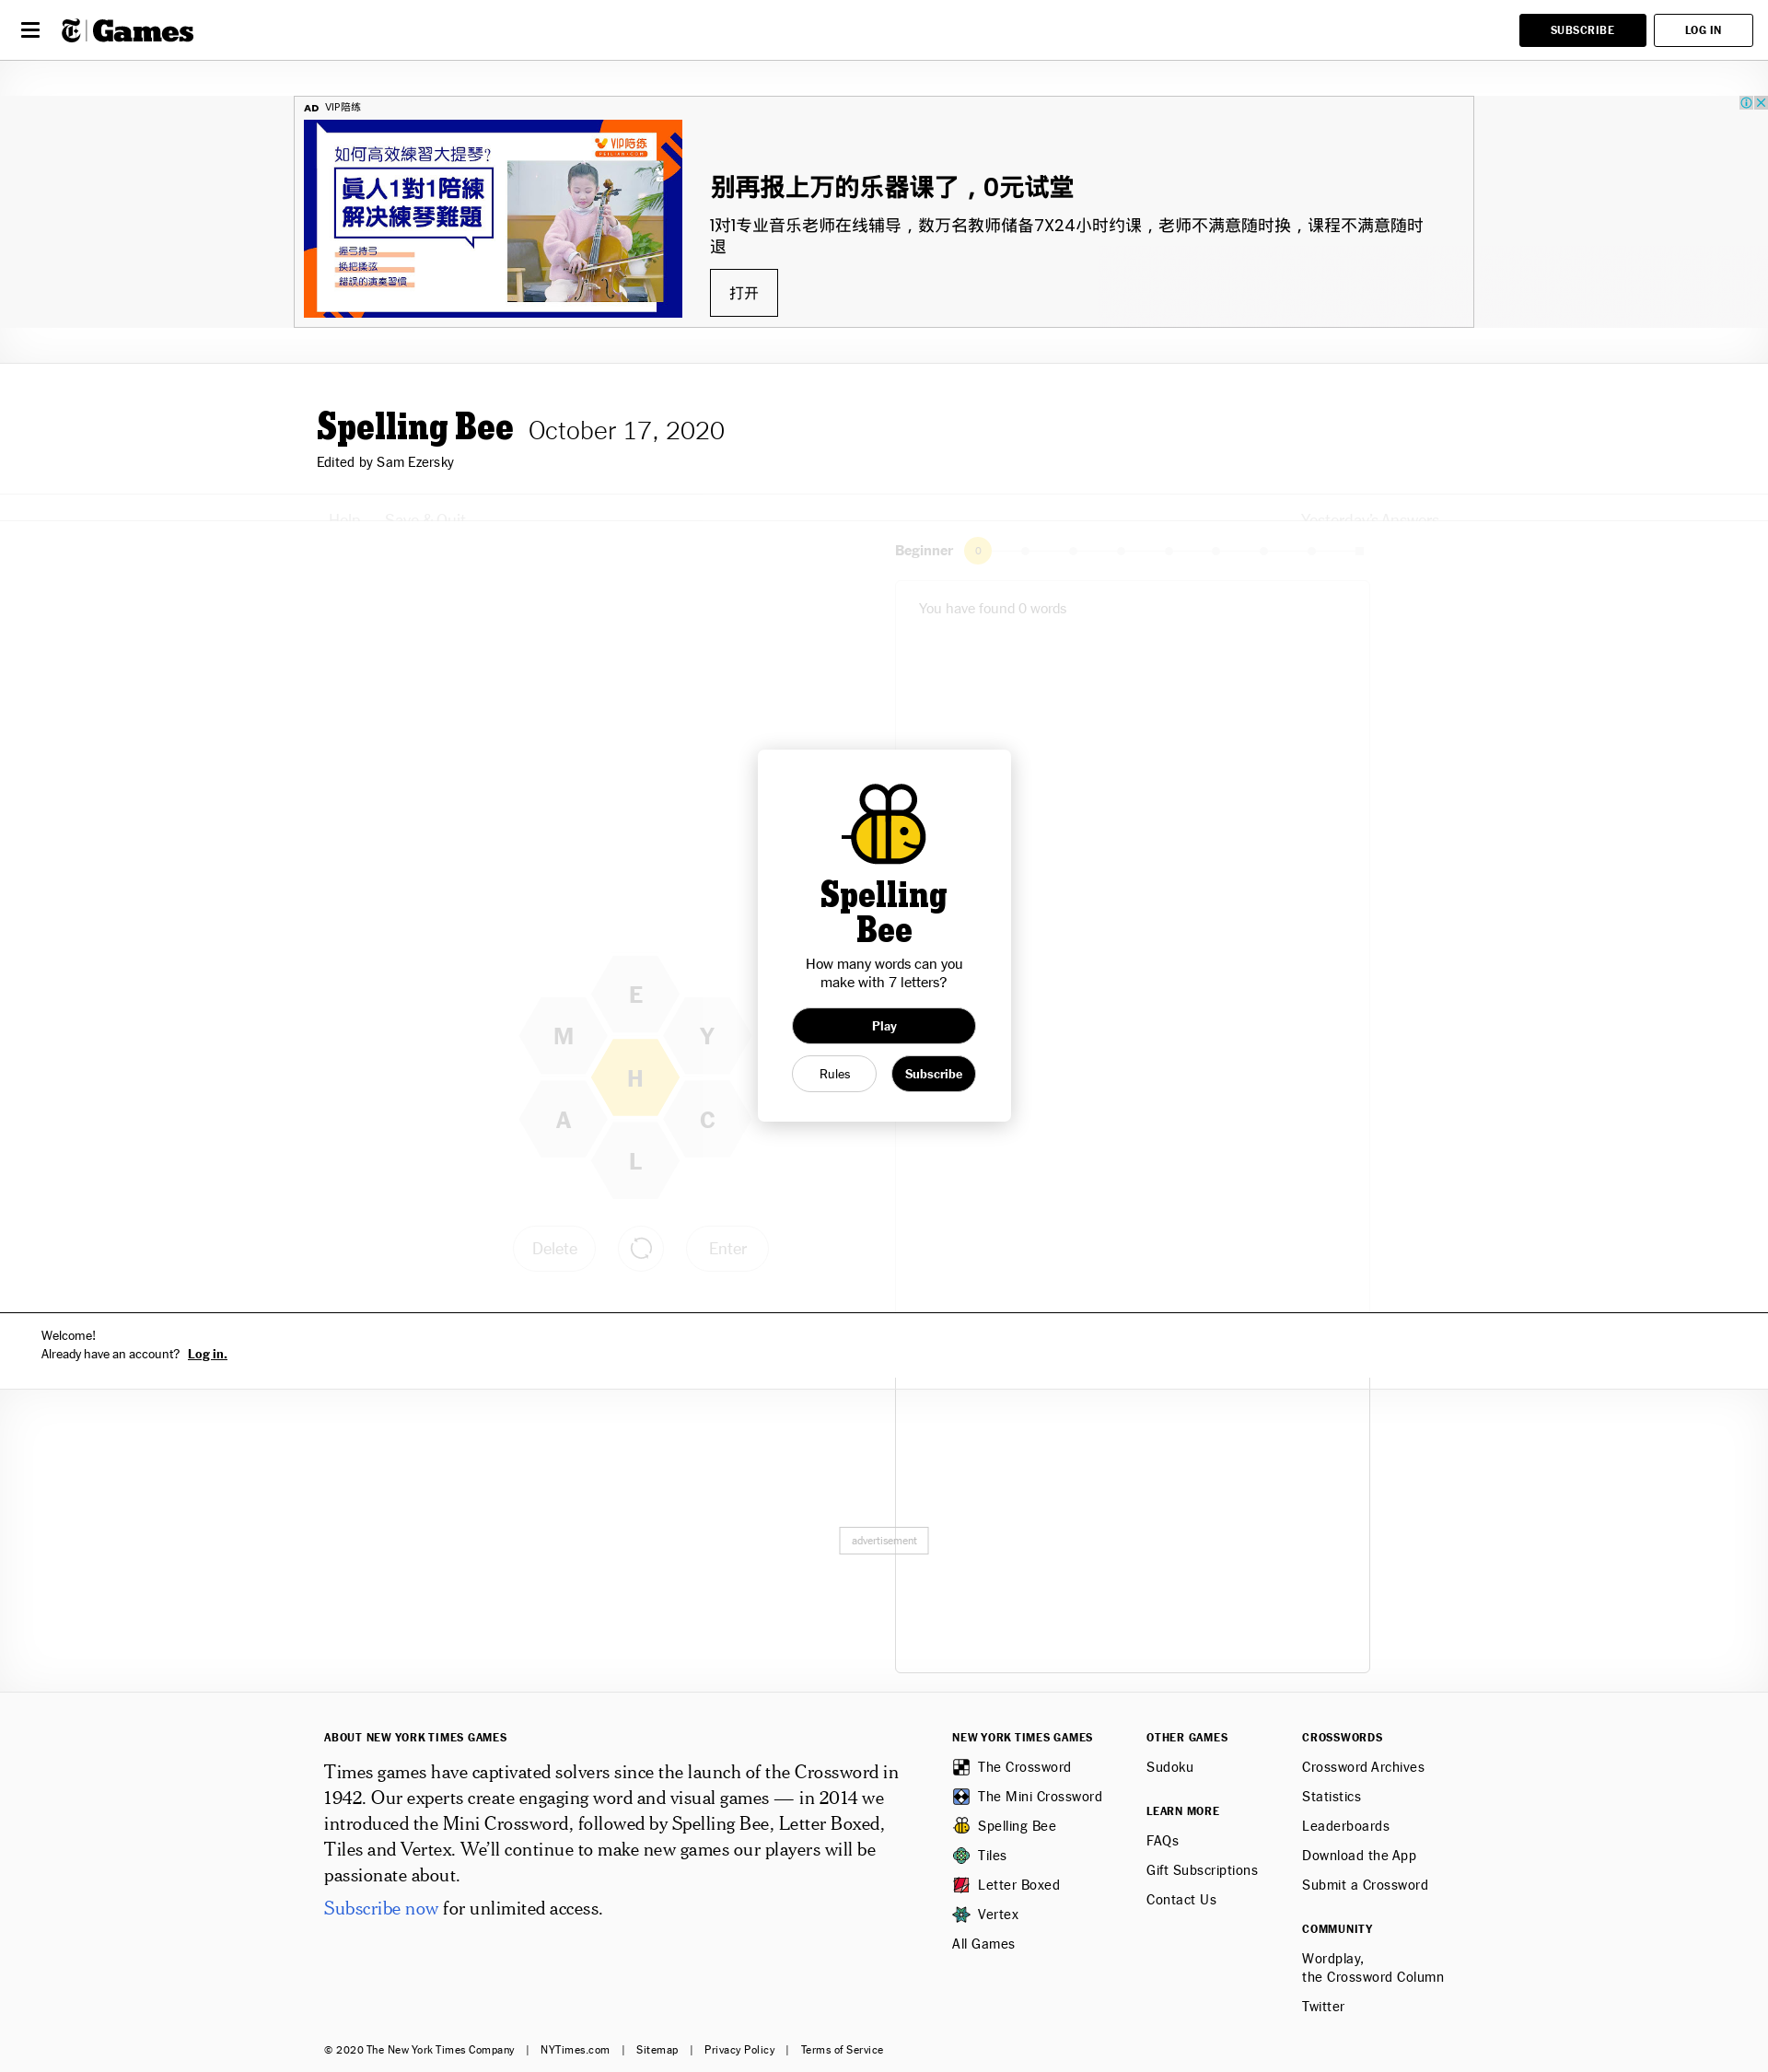 T Games
SUBSCRIBE
LOG IN
AD VIP陪练
VIP陪练
如何高效練習大提琴?
眞人1對1陪練
解决練琴難題
握弓持弓
换把揉弦
錯誤的演奏習慣
别再报上万的乐器课了，0元试堂
1对1专业音乐老师在线辅导，数万名教师储备7X24小时约课，老师不满意随时换，课程不满意随时
退
打开
Spelling Bee October 17, 2020
Edited by Sam Ezersky
Help Save & Quit Yesterday's Answers
Beginner 0
You have found 0 words
Spelling
Bee
How many words can you
make with 7 letters?
Play
Rules
Subscribe
E
M
Y
H
A
C
L
Delete
Enter
Welcome!
Already have an account? Log in.
advertisement
ABOUT NEW YORK TIMES GAMES
Times games have captivated solvers since the launch of the Crossword in
1942. Our experts create engaging word and visual games — in 2014 we
introduced the Mini Crossword, followed by Spelling Bee, Letter Boxed,
Tiles and Vertex. We’ll continue to make new games our players will be
passionate about.
Subscribe now for unlimited access.
NEW YORK TIMES GAMES
The Crossword
The Mini Crossword
Spelling Bee
Tiles
Letter Boxed
Vertex
All Games
OTHER GAMES
Sudoku
LEARN MORE
FAQs
Gift Subscriptions
Contact Us
CROSSWORDS
Crossword Archives
Statistics
Leaderboards
Download the App
Submit a Crossword
COMMUNITY
Wordplay,
the Crossword Column
Twitter
© 2020 The New York Times Company | NYTimes.com | Sitemap | Privacy Policy | Terms of Service